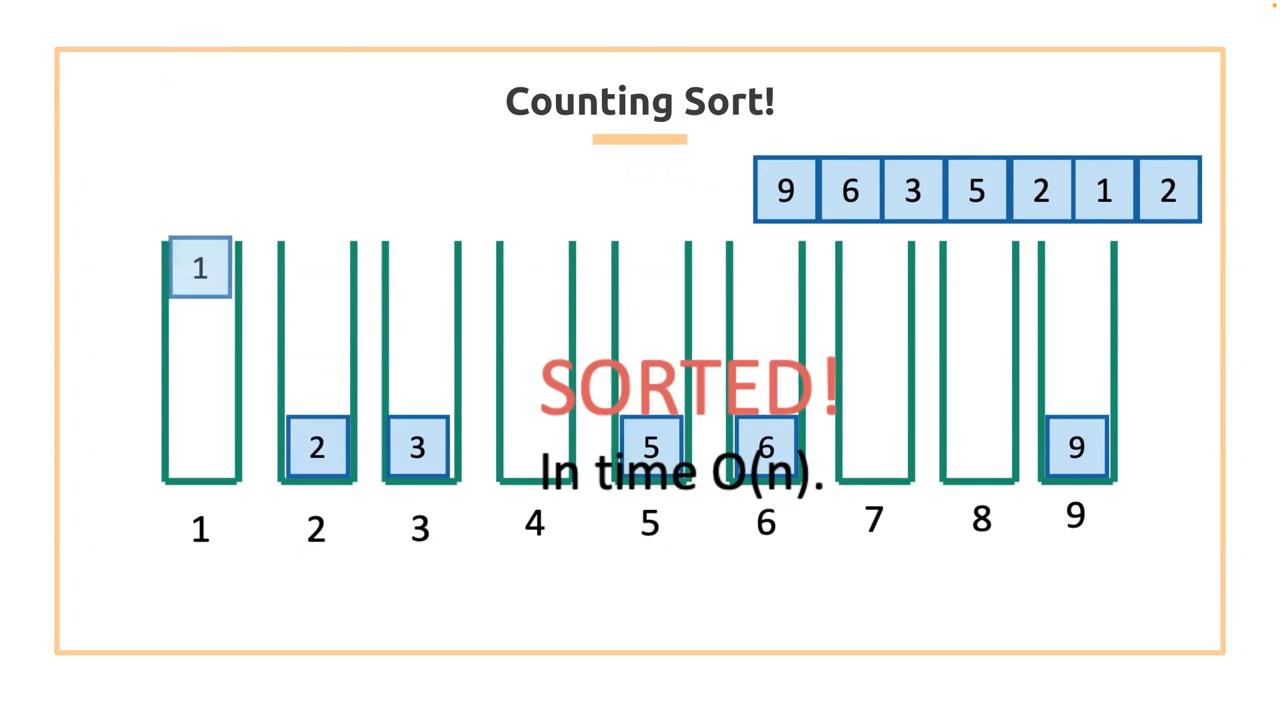 Counting Sort!
9 6 3 5 2 1 2
1
SORTED!
2 3 5 6 9
In time O(n).
1 2 3 4 5 6 7 8 9